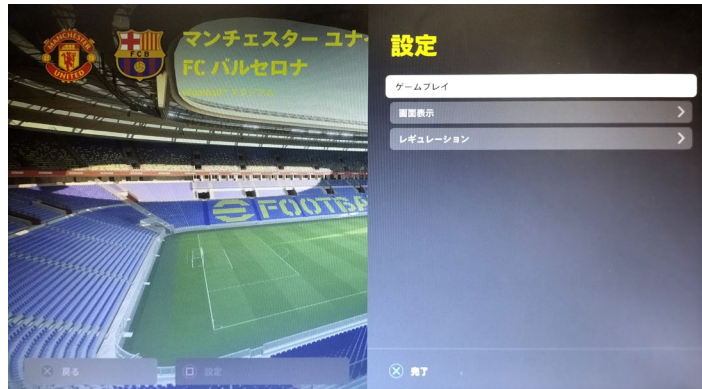 MANCHESTER
UNITED
FCB
マンチェスター ユナ
FC バルセロナ
FOOTBA
戻る
設定
設定
ゲームプレイ
画面表示
レギュレーション
完了